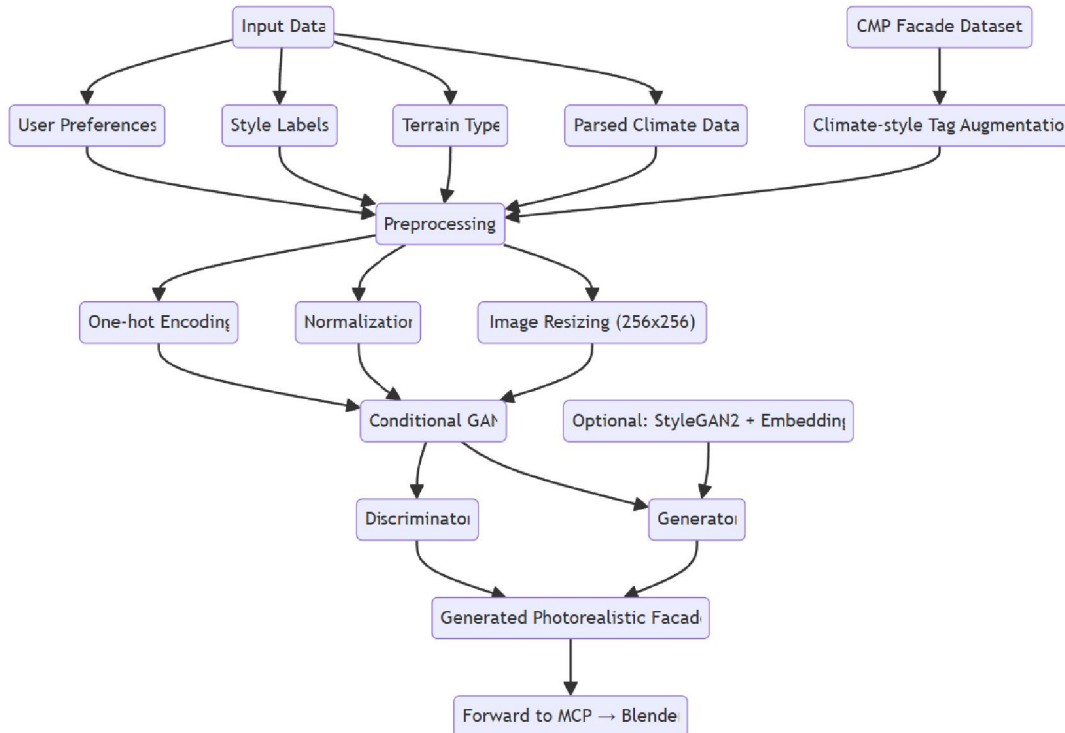 Input Data
CMP Facade Dataset
User Preferences
Style Labels
Terrain Type
Parsed Climate Data
Climate-style Tag Augmentatio
Preprocessing
One-hot Encoding
Normalization
Image Resizing (256x256)
Conditional GAN
Optional: StyleGAN2 + Embedding
Discriminator
Generator
Generated Photorealistic Facade
Forward to MCP → Blender